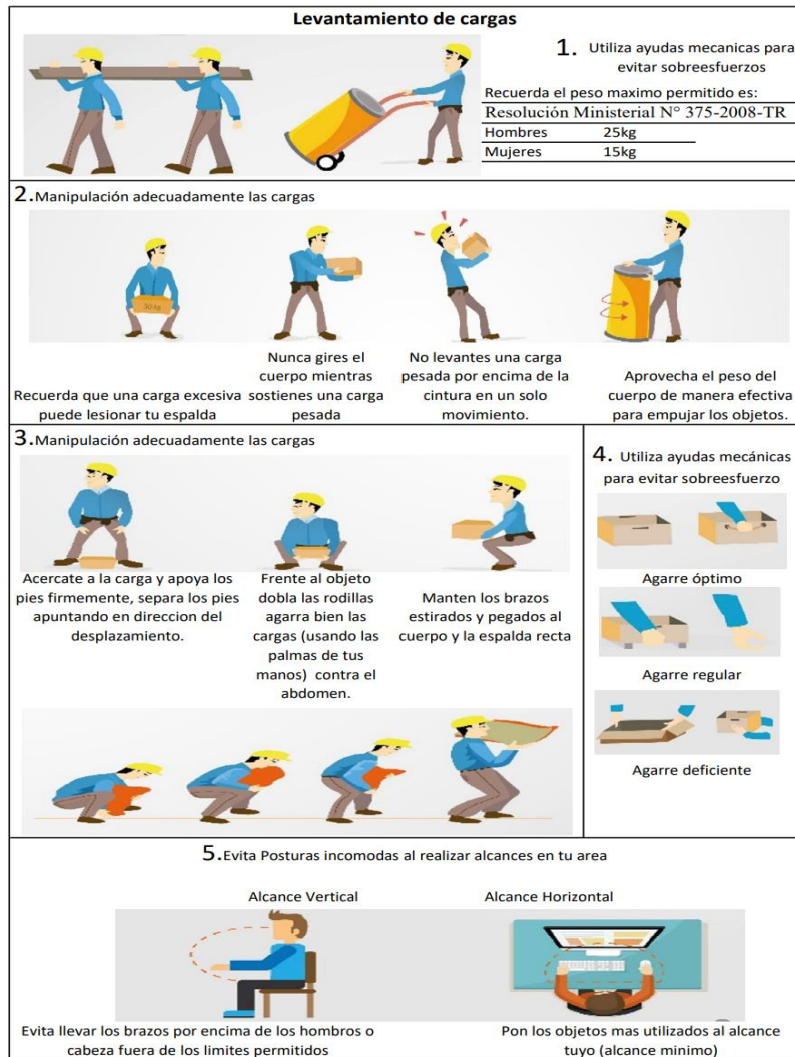 Levantamiento de cargas
1. Utiliza ayudas mecanicas para
evitar sobreesfuerzos
Recuerda el peso maximo permitido es:
Resolución Ministerial N° 375-2008-TR
Hombres 25kg
Mujeres 15kg
2.Manipulación adecuadamente las cargas
30 kg
Recuerda que una carga excesiva
puede lesionar tu espalda
Nunca gires el
cuerpo mientras
sostienes una carga
pesada
No levantes una carga
pesada por encima de la
cintura en un solo
movimiento.
Aprovecha el peso del
cuerpo de manera efectiva
para empujar los objetos.
3.Manipulación adecuadamente las cargas
Acercate a la carga y apoya los
pies firmemente, separa los pies
apuntando en direccion del
desplazamiento.
Frente al objeto
dobla las rodillas
agarra bien las
cargas (usando las
palmas de tus
manos) contra el
abdomen.
Manten los brazos
estirados y pegados al
cuerpo y la espalda recta
4. Utiliza ayudas mecánicas
para evitar sobreesfuerzo
Agarre óptimo
Agarre regular
Agarre deficiente
5.Evita Posturas incomodas al realizar alcances en tu area
Alcance Vertical
Evita llevar los brazos por encima de los hombros o
cabeza fuera de los limites permitidos
Alcance Horizontal
Pon los objetos mas utilizados al alcance
tuyo (alcance minimo)